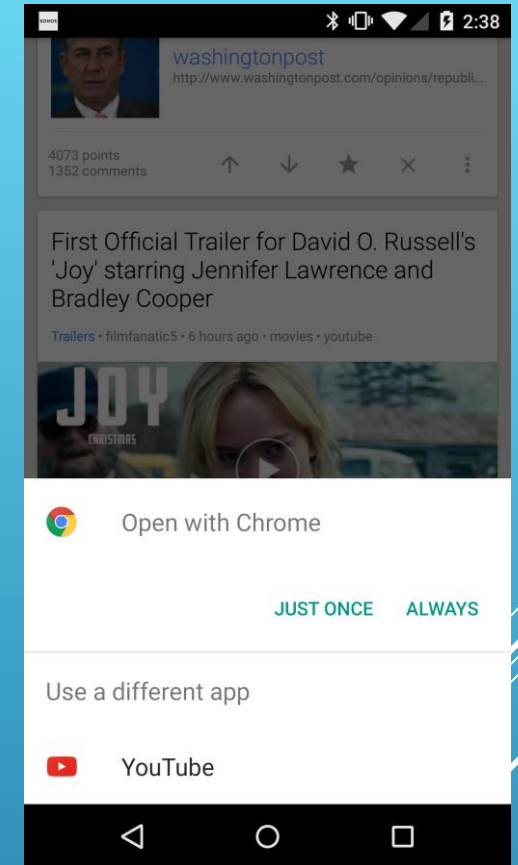 SONOS
2:38
washingtonpost
http://www.washingtonpost.com/opinions/republi...
4073 points
1352 comments
First Official Trailer for David O. Russell's
'Joy' starring Jennifer Lawrence and
Bradley Cooper
Trailers • filmfanatic5 • 6 hours ago • movies • youtube
JOY
CHRISTMAS
Open with Chrome
JUST ONCE ALWAYS
Use a different app
YouTube